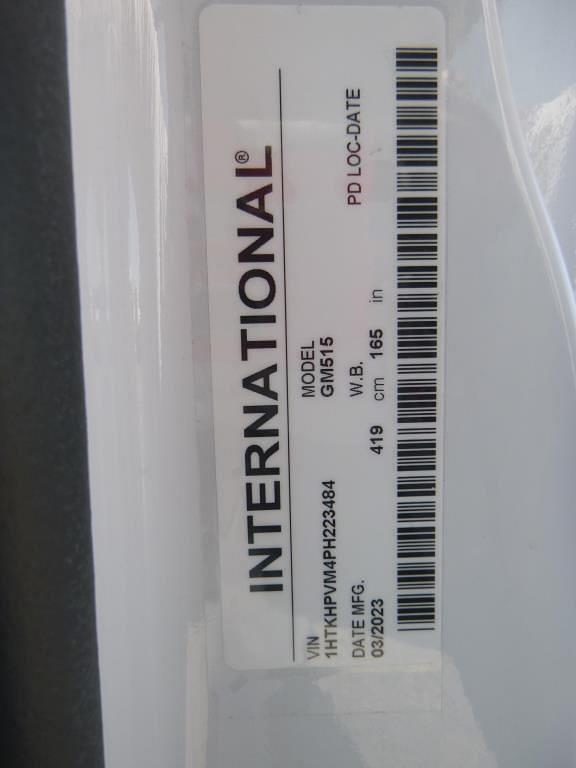 INTERNATIONAL®
VIN MODEL
1HTKHPVM4PH223484 GM515
DATE MFG. W.B. PD LOC-DATE
03/2023 419 cm 165 in